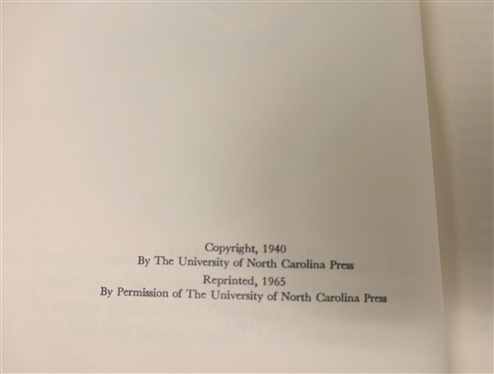 Copyright, 1940
By The University of North Carolina Press
Reprinted, 1965
By Permission of The University of North Carolina Press